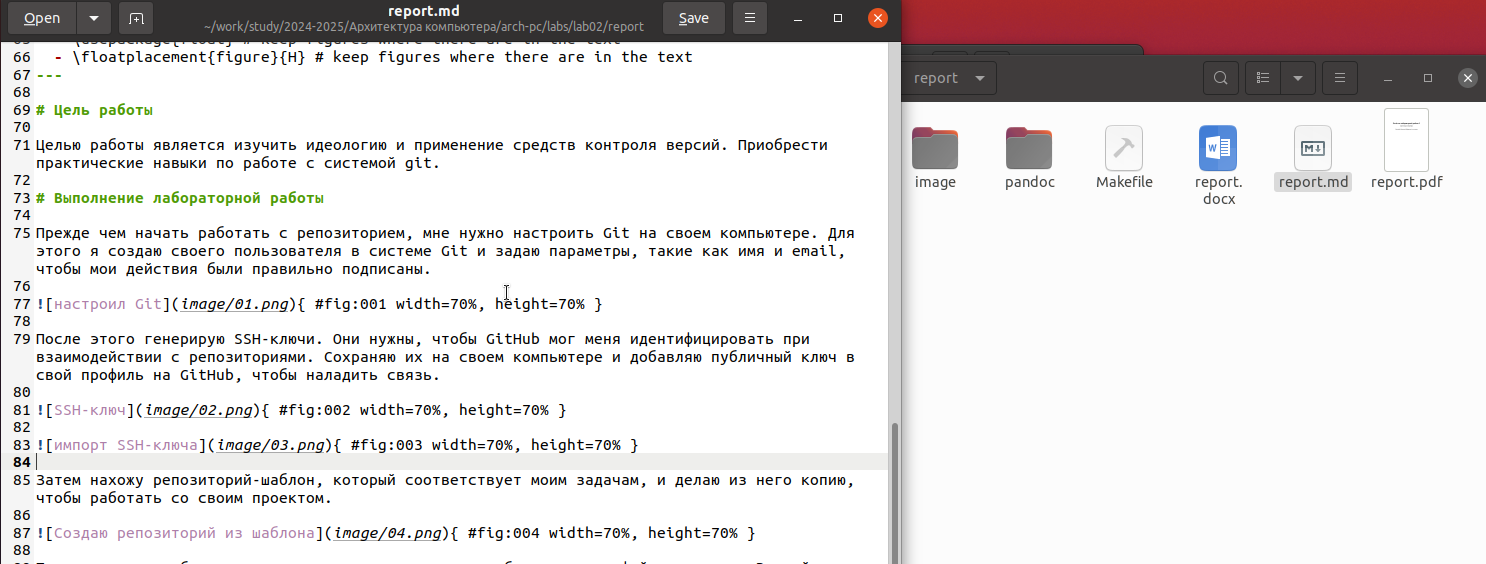 Open
report.md
~/work/study/2024-2025/Архитектура компьютера/arch-pc/labs/lab02/report
Save
66 - \floatplacement{figure}{H} # keep figures where there are in the text
67 ---
68
69 # Цель работы
70
71 Целью работы является изучить идеологию и применение средств контроля версий. Приобрести
практические навыки по работе с системой git.
72
73 # Выполнение лабораторной работы
74
75 Прежде чем начать работать с репозиторием, мне нужно настроить Git на своем компьютере. Для
этого я создаю своего пользователя в системе Git и задаю параметры, такие как имя и email,
чтобы мои действия были правильно подписаны.
76
77 ![настроил Git](image/01.png){ #fig:001 width=70%, height=70% }
78
79 После этого генерирую SSH-ключи. Они нужны, чтобы GitHub мог меня идентифицировать при
взаимодействии с репозиториями. Сохраняю их на своем компьютере и добавляю публичный ключ в
свой профиль на GitHub, чтобы наладить связь.
80
81 ![SSH-ключ](image/02.png){ #fig:002 width=70%, height=70% }
82
83 ![импорт SSH-ключа](image/03.png){ #fig:003 width=70%, height=70% }
84
85 Затем нахожу репозиторий-шаблон, который соответствует моим задачам, и делаю из него копию,
чтобы работать со своим проектом.
86
87 ![Создаю репозиторий из шаблона](image/04.png){ #fig:004 width=70%, height=70% }
88
report
image
pandoc
Makefile
report.
docx
report.md
report.pdf